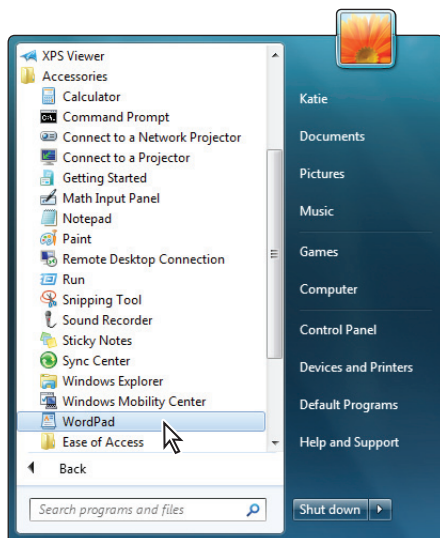 XPS Viewer
Accessories
Calculator
Command Prompt
Connect to a Network Projector
Connect to a Projector
Getting Started
Math Input Panel
Notepad
Paint
Remote Desktop Connection
Run
Snipping Tool
Sound Recorder
Sticky Notes
Sync Center
Windows Explorer
Windows Mobility Center
WordPad
Ease of Access
Back
Search programs and files
Katie
Documents
Pictures
Music
Games
Computer
Control Panel
Devices and Printers
Default Programs
Help and Support
Shut down